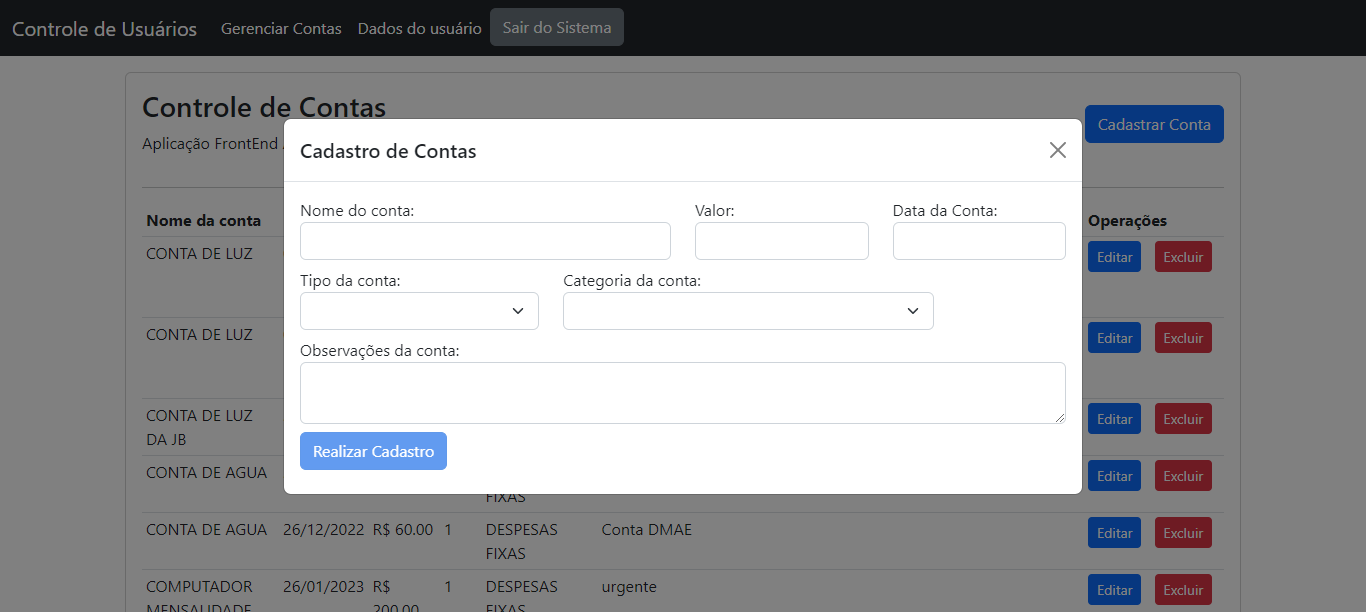 Controle de Usuários Gerenciar Contas Dados do usuário Sair do Sistema
Controle de Contas
Aplicação FrontEnd
Cadastrar Conta
Cadastro de Contas
Nome do conta: Valor: Data da Conta:
Tipo da conta: Categoria da conta:
Observações da conta:
Realizar Cadastro
Nome da conta Operações
CONTA DE LUZ Editar Excluir
CONTA DE LUZ Editar Excluir
CONTA DE LUZ Editar Excluir
DA JB
CONTA DE AGUA Editar Excluir
FIXAS
CONTA DE AGUA 26/12/2022 R$ 60.00 1 DESPESAS Conta DMAE Editar Excluir
FIXAS
COMPUTADOR 26/01/2023 R$ 1 DESPESAS urgente Editar Excluir
MENSALIDADE 200.00 FIXAS